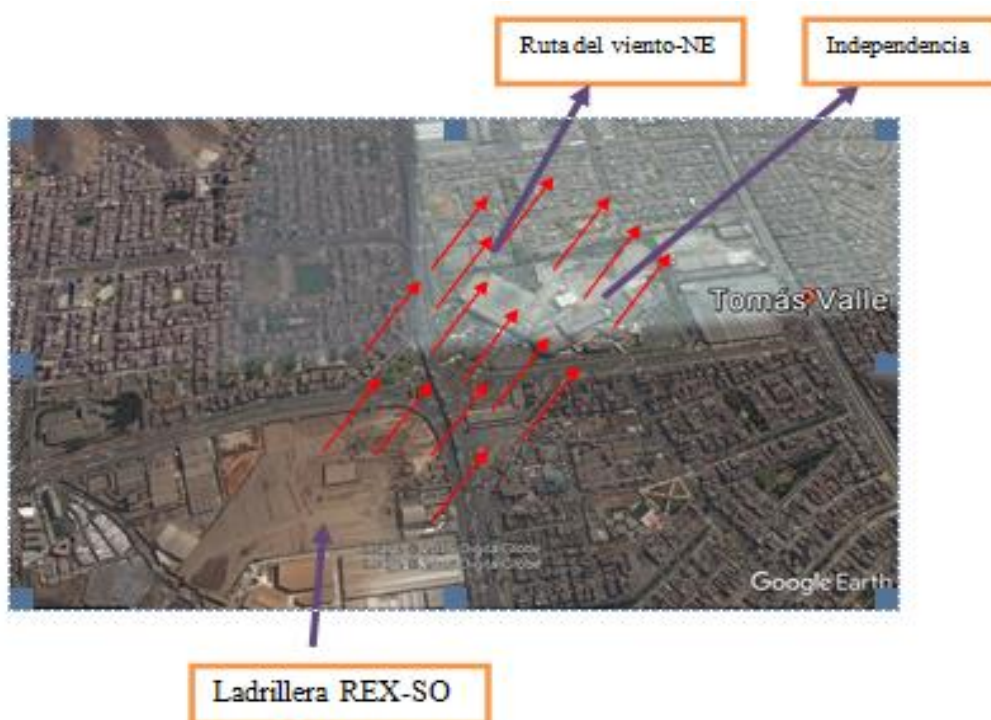 Ruta del viento-NE
Independencia
Tomás Valle
Google Earth
Ladrillera REX-SO